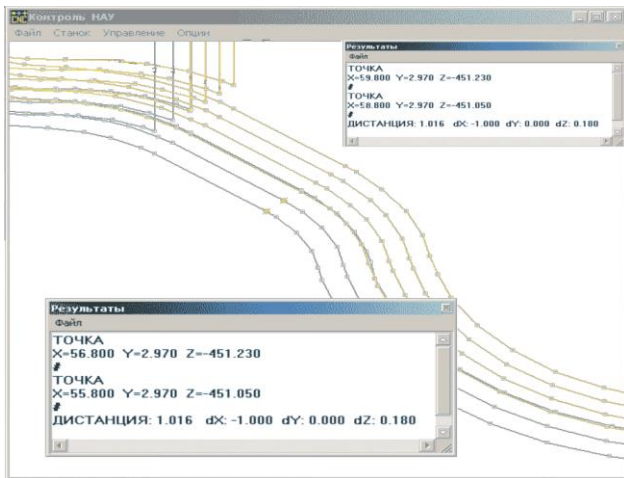 Контроль НАУ
Файл Станок Управление Опции
Результаты
Файл
ТОЧКА
X=59.800 Y=2.970 Z=-451.230
#
ТОЧКА
X=58.800 Y=2.970 Z=-451.050
#
ДИСТАНЦИЯ: 1.016 dX: -1.000 dY: 0.000 dZ: 0.180
Результаты
Файл
ТОЧКА
X=56.800 Y=2.970 Z=-451.230
#
ТОЧКА
X=55.800 Y=2.970 Z=-451.050
#
ДИСТАНЦИЯ: 1.016 dX: -1.000 dY: 0.000 dZ: 0.180